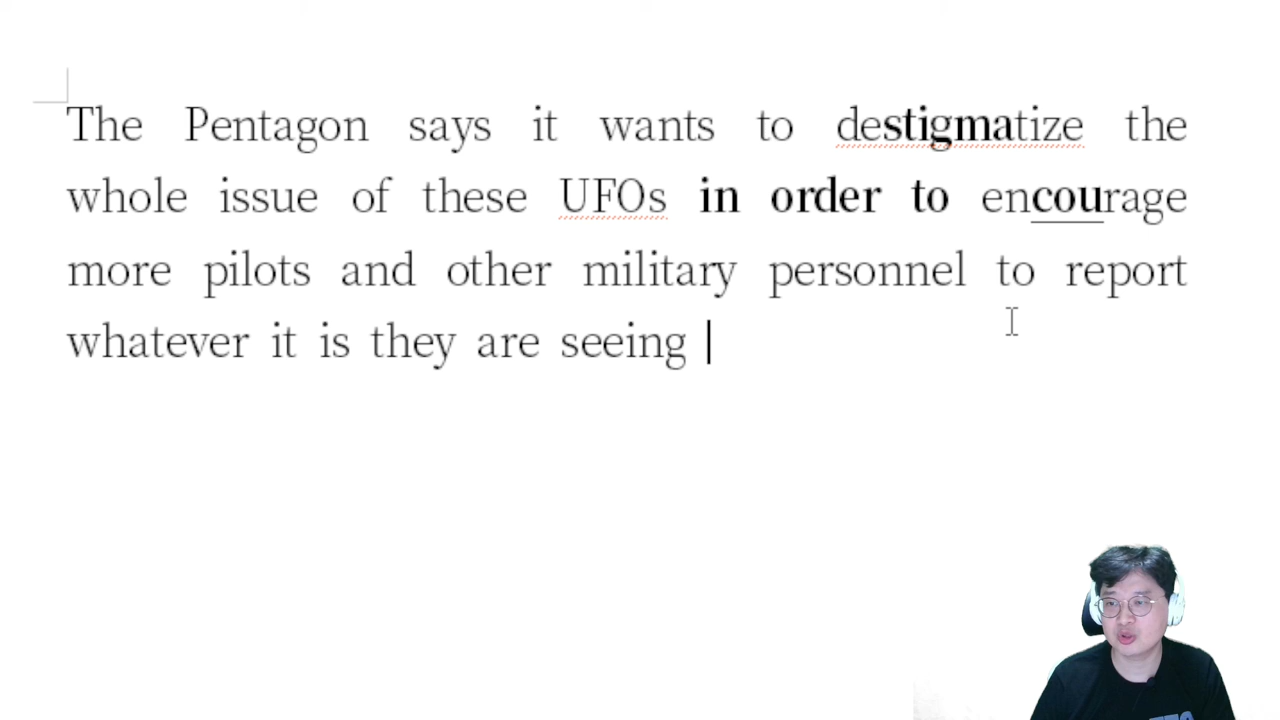 The Pentagon says it wants to destigmatize the
whole issue of these UFOs in order to encourage
more pilots and other military personnel to report
whatever it is they are seeing